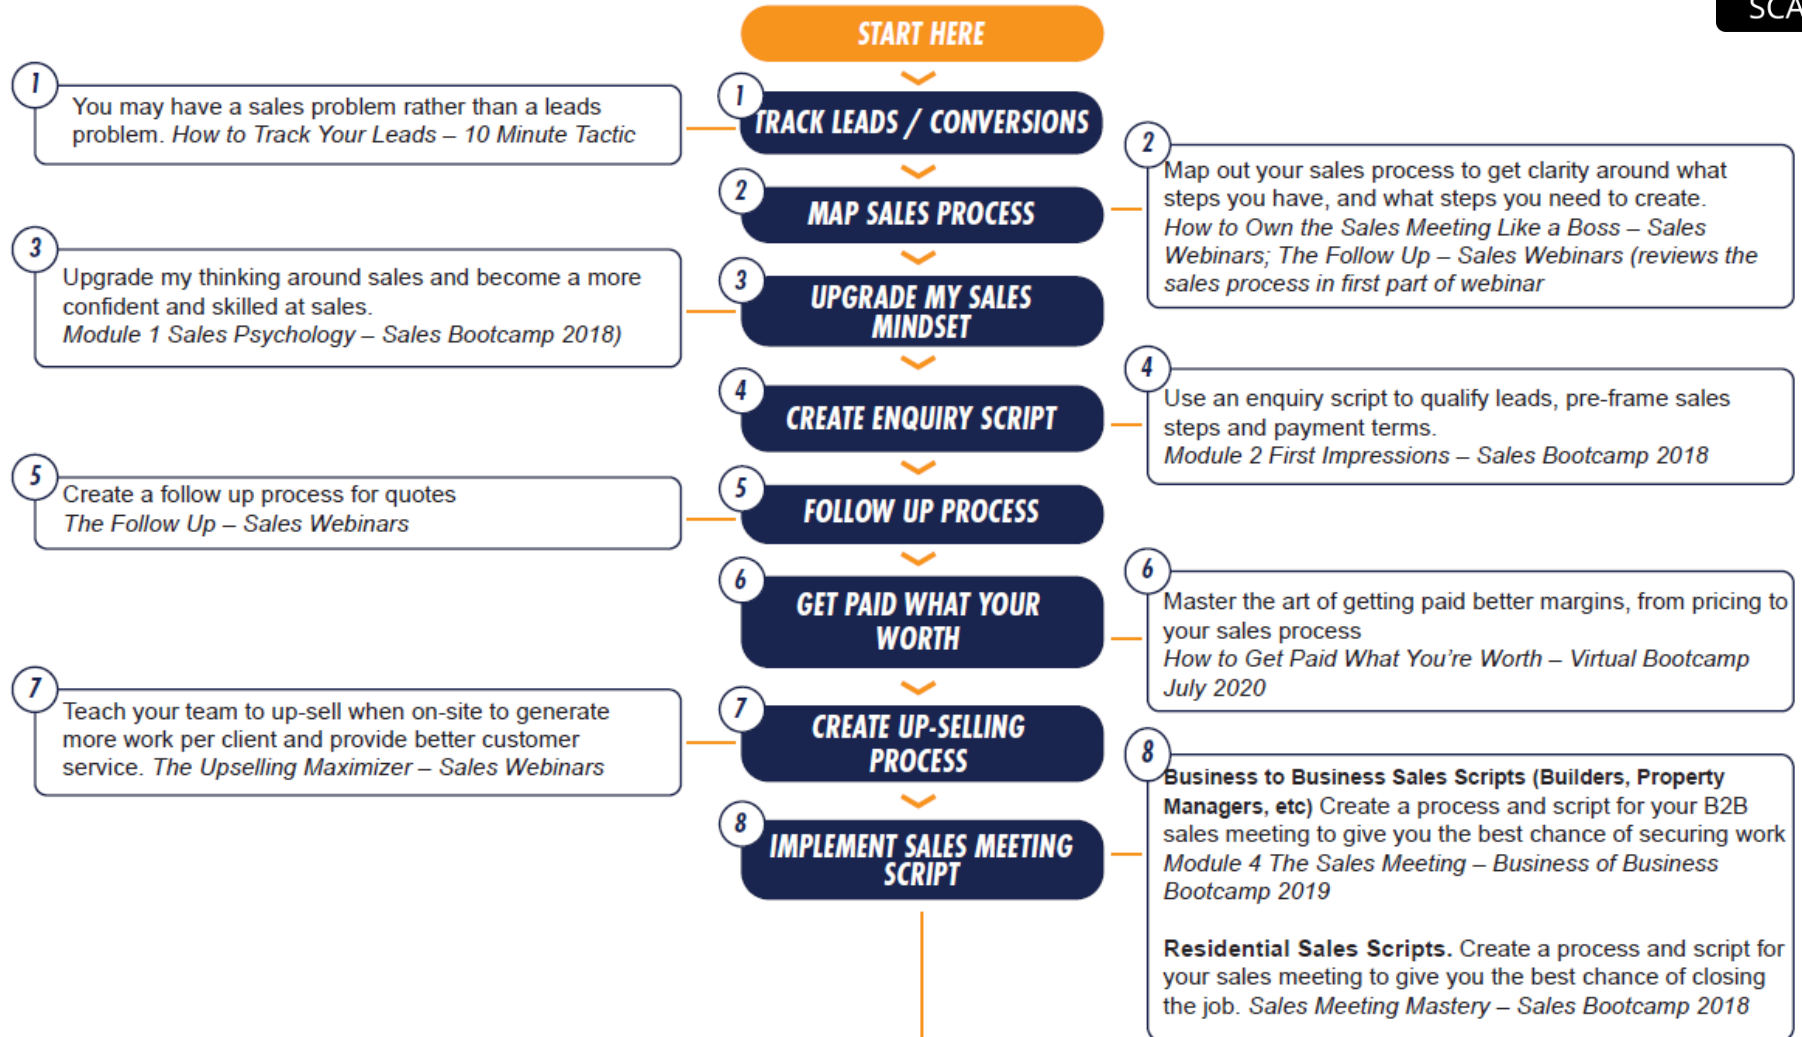 SCA
START HERE
1
You may have a sales problem rather than a leads
problem. How to Track Your Leads – 10 Minute Tactic
1
TRACK LEADS / CONVERSIONS
2
Map out your sales process to get clarity around what
steps you have, and what steps you need to create.
How to Own the Sales Meeting Like a Boss – Sales
Webinars; The Follow Up – Sales Webinars (reviews the
sales process in first part of webinar
2
MAP SALES PROCESS
3
Upgrade my thinking around sales and become a more
confident and skilled at sales.
Module 1 Sales Psychology – Sales Bootcamp 2018)
3
UPGRADE MY SALES
MINDSET
4
Use an enquiry script to qualify leads, pre-frame sales
steps and payment terms.
Module 2 First Impressions – Sales Bootcamp 2018
4
CREATE ENQUIRY SCRIPT
5
Create a follow up process for quotes
The Follow Up – Sales Webinars
5
FOLLOW UP PROCESS
6
Master the art of getting paid better margins, from pricing to
your sales process
How to Get Paid What You're Worth – Virtual Bootcamp
July 2020
6
GET PAID WHAT YOUR
WORTH
7
Teach your team to up-sell when on-site to generate
more work per client and provide better customer
service. The Upselling Maximizer – Sales Webinars
7
CREATE UP-SELLING
PROCESS
8
Business to Business Sales Scripts (Builders, Property
Managers, etc) Create a process and script for your B2B
sales meeting to give you the best chance of securing work
Module 4 The Sales Meeting – Business of Business
Bootcamp 2019
Residential Sales Scripts. Create a process and script for
your sales meeting to give you the best chance of closing
the job. Sales Meeting Mastery – Sales Bootcamp 2018
8
IMPLEMENT SALES MEETING
SCRIPT